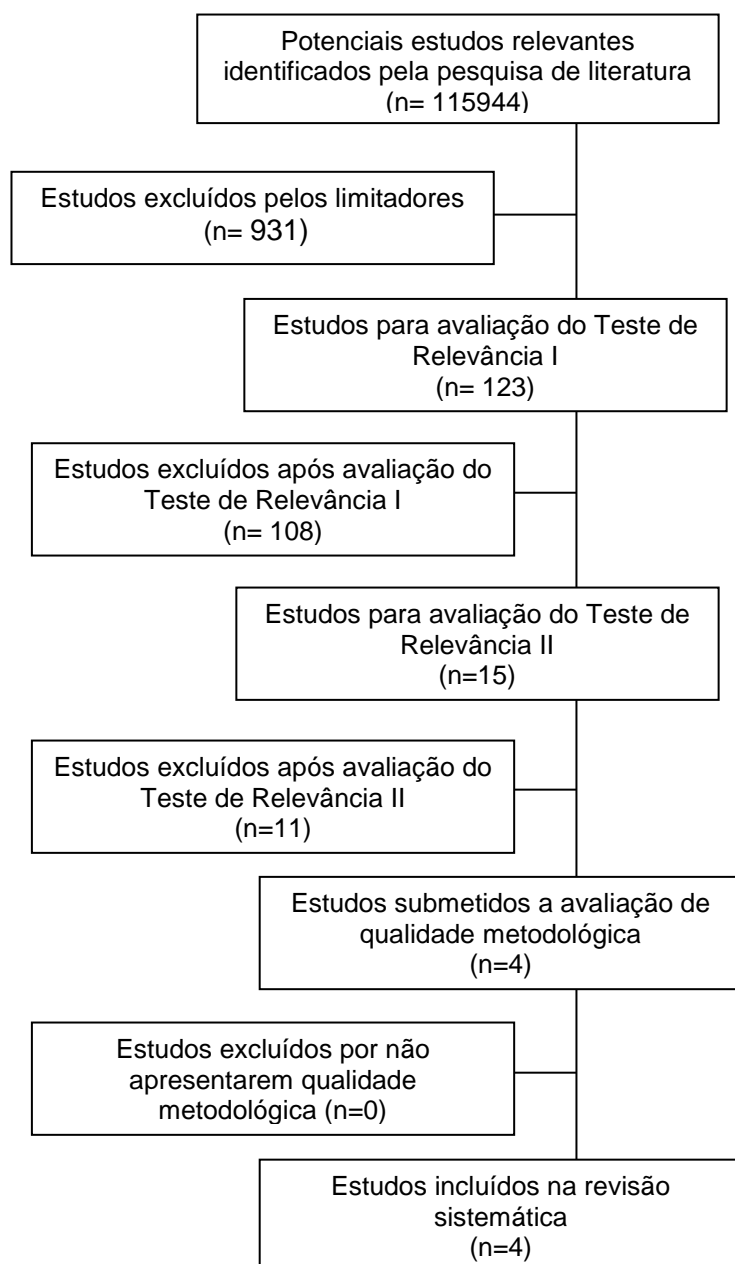 Potenciais estudos relevantes
identificados pela pesquisa de literatura
(n= 115944)
Estudos excluídos pelos limitadores
(n= 931)
Estudos para avaliação do Teste de
Relevância I
(n= 123)
Estudos excluídos após avaliação do
Teste de Relevância I
(n= 108)
Estudos para avaliação do Teste de
Relevância II
(n=15)
Estudos excluídos após avaliação do
Teste de Relevância II
(n=11)
Estudos submetidos a avaliação de
qualidade metodológica
(n=4)
Estudos excluídos por não
apresentarem qualidade
metodológica (n=0)
Estudos incluídos na revisão
sistemática
(n=4)